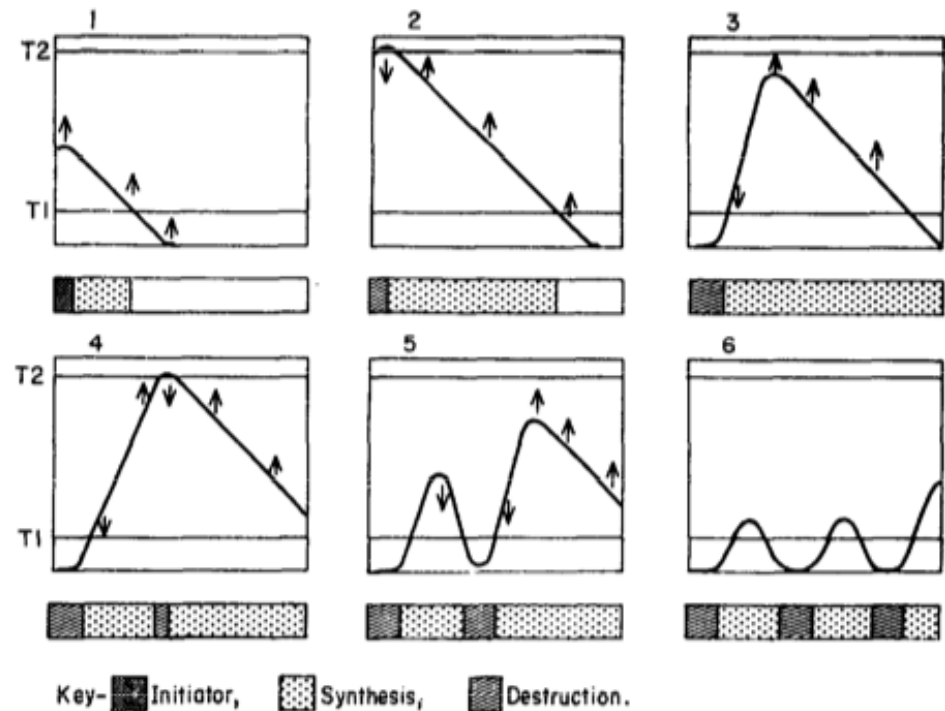 1 2 3
T2
T1
4 5 6
T2
T1
Key- Initiator, Synthesis, Destruction.